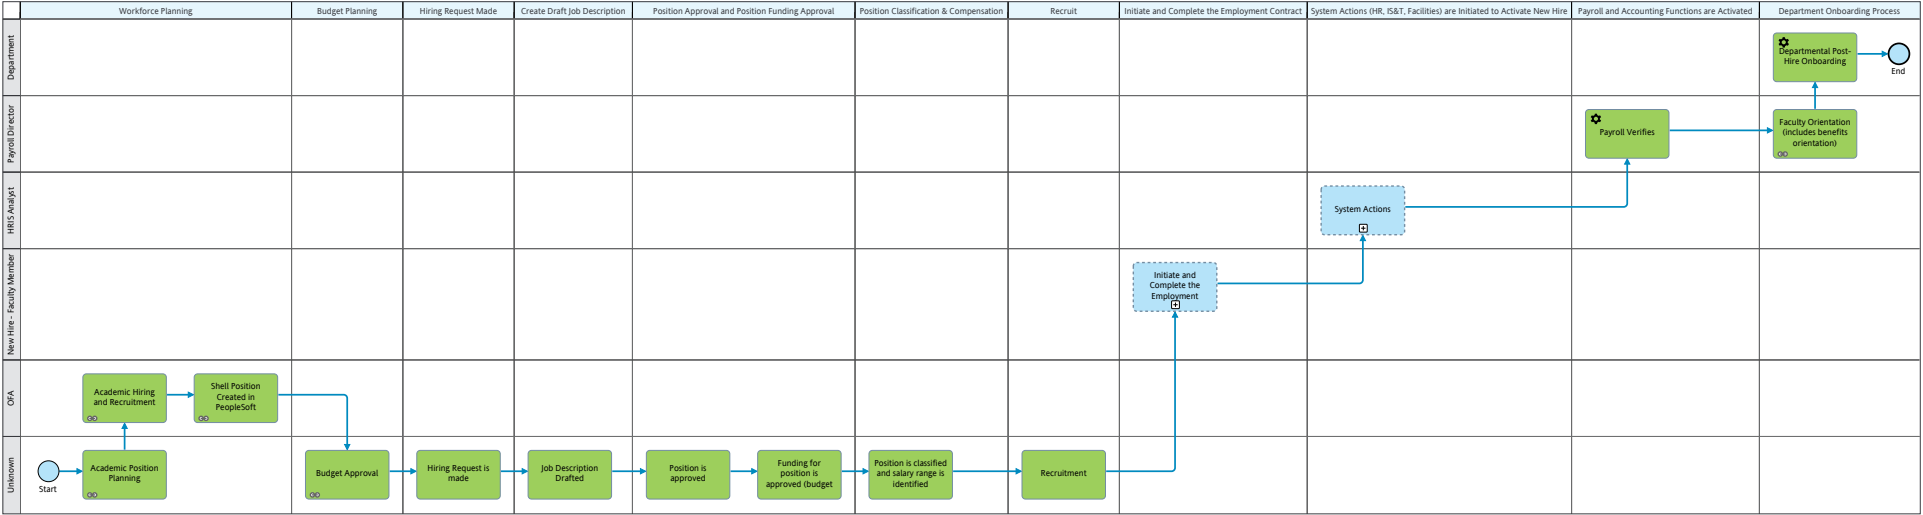 Workforce Planning
Budget Planning
Hiring Request Made
Create Draft Job Description
Position Approval and Position Funding Approval
Position Classification & Compensation
Recruit
Initiate and Complete the Employment Contract
System Actions (HR, IS&T, Facilities) are Initiated to Activate New Hire
Payroll and Accounting Functions are Activated
Department Onboarding Process
Department
Departmental Post-
Hire Onboarding
End
Payroll Director
Payroll Verifies
Faculty Orientation
(includes benefits
orientation)
HRIS Analyst
System Actions
New Hire - Faculty Member
Initiate and
Complete the
Employment
OFA
Academic Hiring
and Recruitment
Shell Position
Created in
PeopleSoft
Unknown
Start
Academic Position
Planning
Budget Approval
Hiring Request is
made
Job Description
Drafted
Position is
approved
Funding for
position is
approved (budget
Position is classified
and salary range is
identified
Recruitment